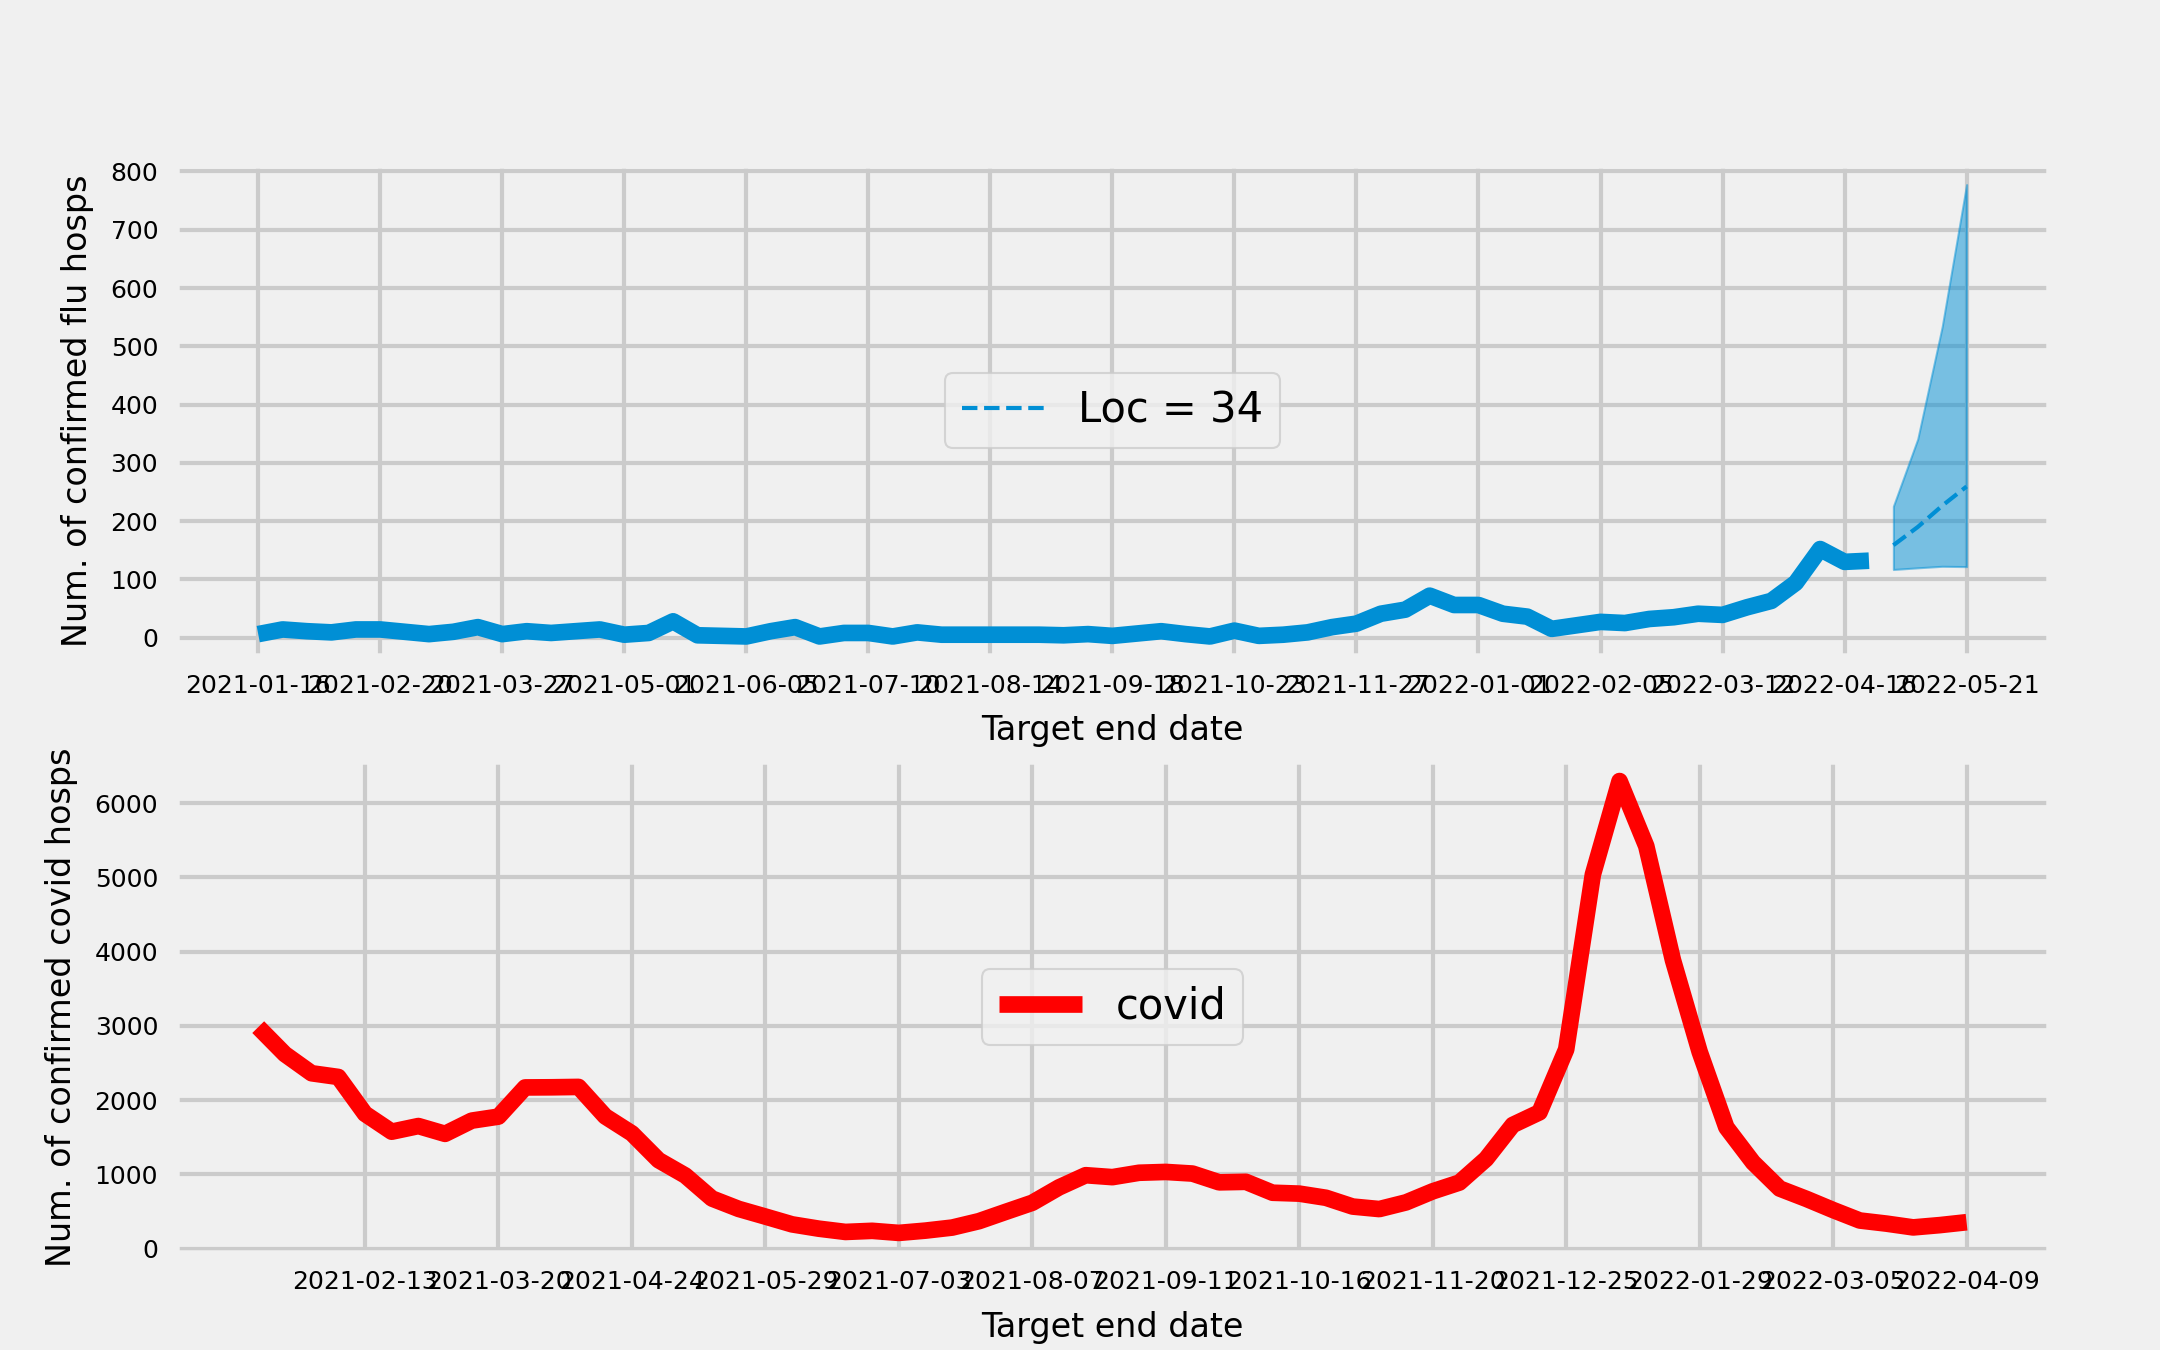 Num. of confirmed flu hosps
800
700
600
500
400
300
200
100
0
Loc = 34
2021-01-16 2021-02-20 2021-03-27 2021-05-01 2021-06-05 2021-07-10 2021-08-14 2021-09-18 2021-10-23 2021-11-27 2022-01-01 2022-02-05 2022-03-12 2022-04-16 2022-05-21
Target end date
Num. of confirmed covid hosps
6000
5000
4000
3000
2000
1000
0
covid
2021-02-13 2021-03-20 2021-04-24 2021-05-29 2021-07-03 2021-08-07 2021-09-11 2021-10-16 2021-11-20 2021-12-25 2022-01-29 2022-03-05 2022-04-09
Target end date